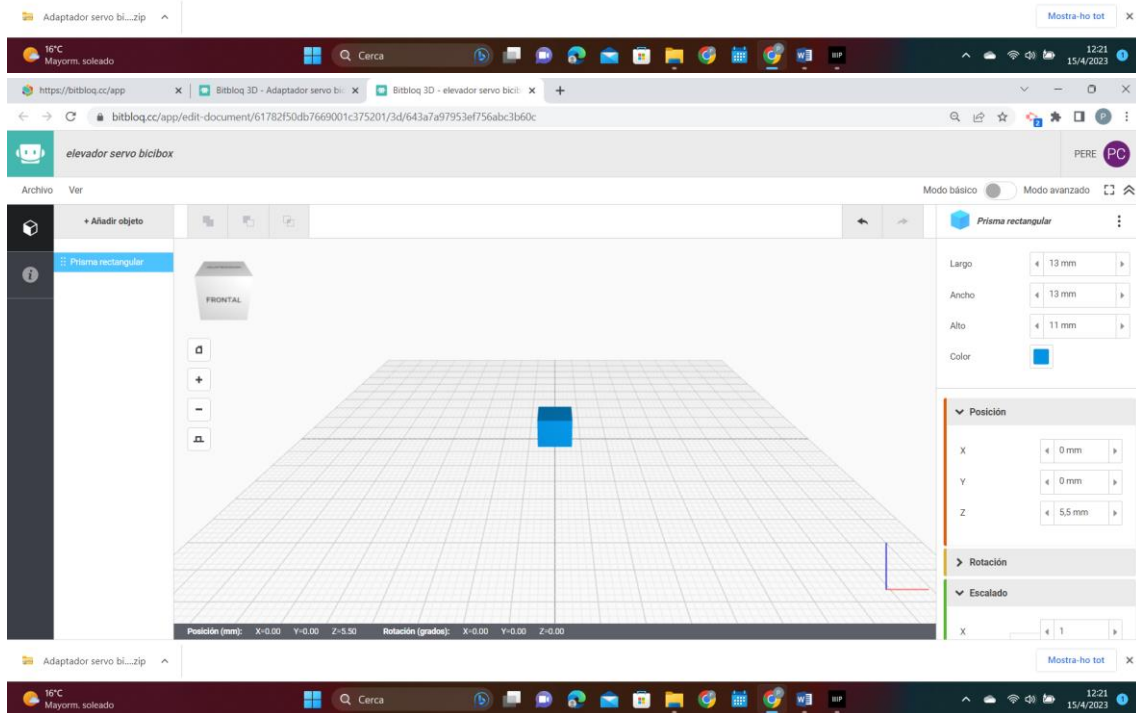 Adaptador servo bi....zip
Mostra-ho tot
16°C
Mayorm. soleado
Cerca
12:21
15/4/2023
https://bitbloq.cc/app
Bitbloq 3D - Adaptador servo bic
Bitbloq 3D - elevador servo bicib
bitbloq.cc/app/edit-document/61782f50db7669001c375201/3d/643a7a97953ef756abc3b60c
elevador servo bicibox
PERE PC
Archivo Ver
Modo básico Modo avanzado
+ Añadir objeto
Prisma rectangular
Prisma rectangular
FRONTAL
Largo 13 mm
Ancho 13 mm
Alto 11 mm
Color
Posición
X 0 mm
Y 0 mm
Z 5,5 mm
Rotación
Escalado
X 1
Posición (mm): X=0.00 Y=0.00 Z=5.50 Rotación (grados): X=0.00 Y=0.00 Z=0.00
Adaptador servo bi....zip
Mostra-ho tot
16°C
Mayorm. soleado
Cerca
12:21
15/4/2023